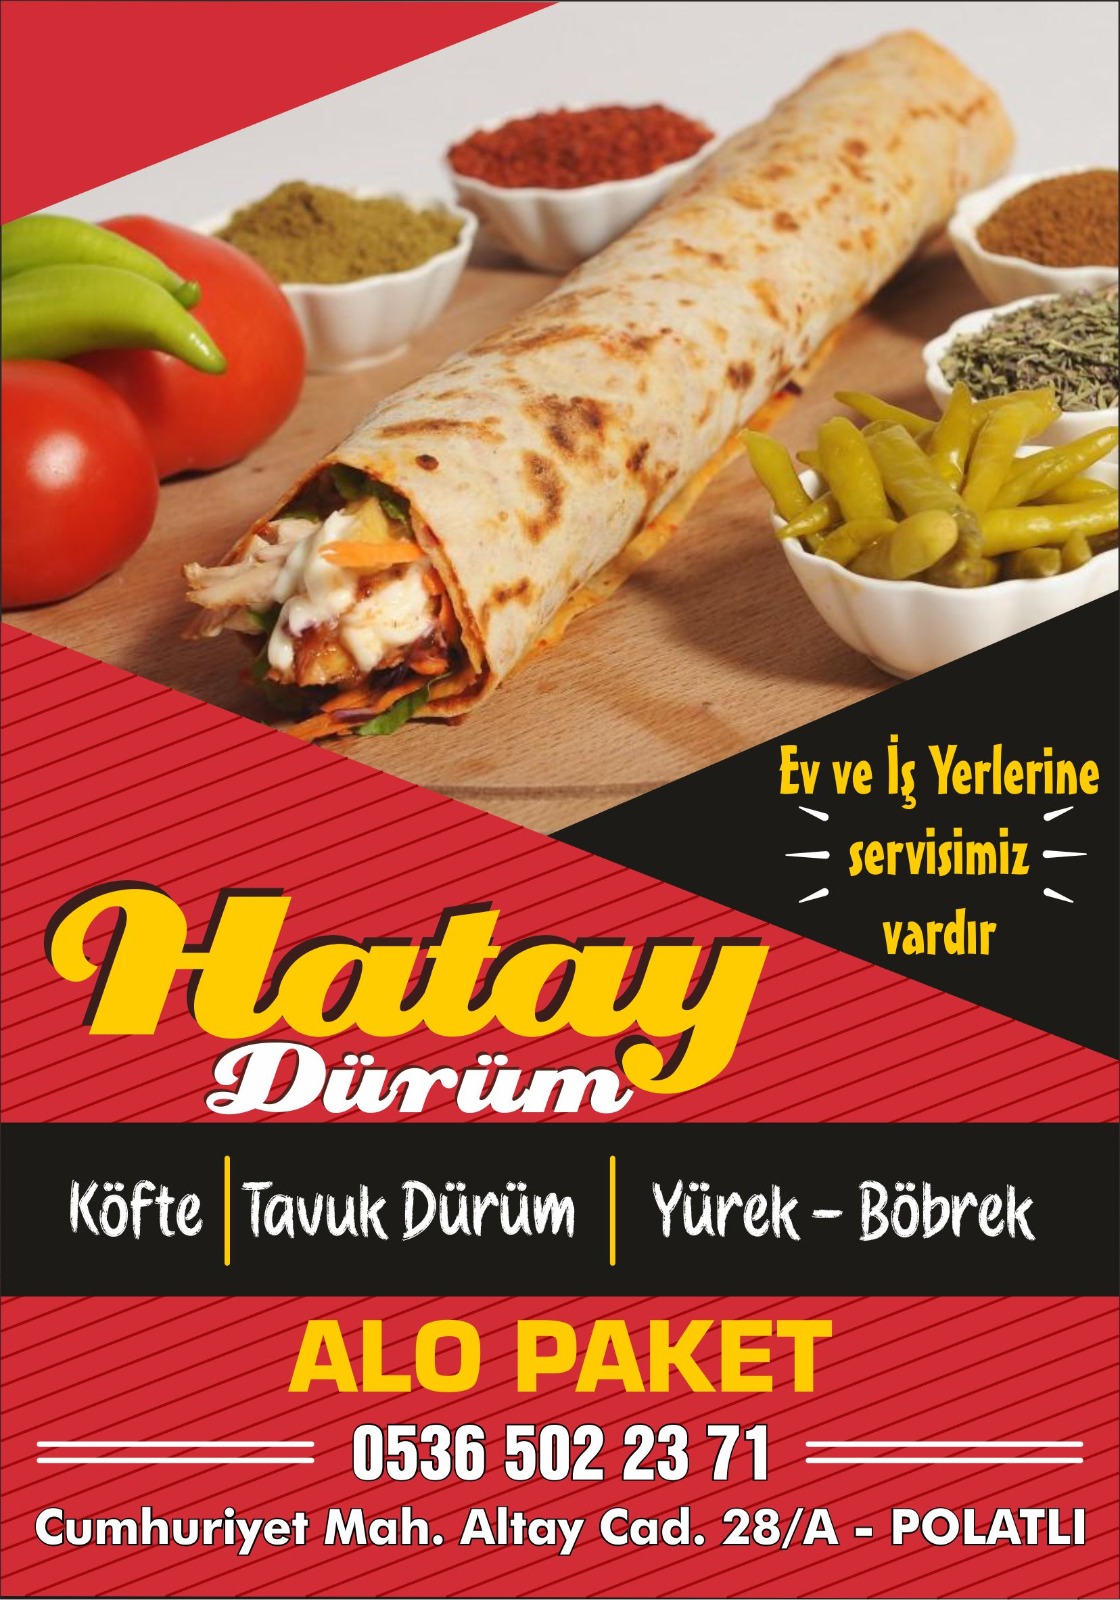 Ev ve İş Yerlerine
servisimiz
vardır
Hatay
Dürüm
Köfte | Tavuk Dürüm | Yürek - Böbrek
ALO PAKET
0536 502 23 71
Cumhuriyet Mah. Altay Cad. 28/A - POLATLI